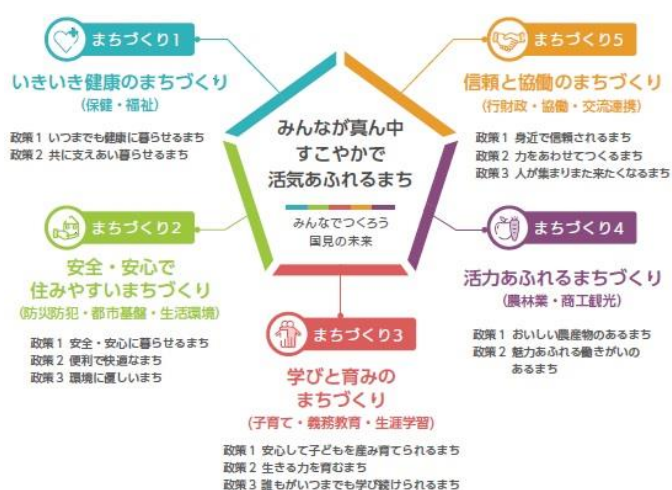 まちづくり1
いきいき健康のまちづくり
(保健・福祉)
政策1 いつまでも健康に暮らせるまち
政策2 共に支えあい暮らせるまち
まちづくり5
信頼と協働のまちづくり
(行財政・協働・交流連携)
政策1 身近で信頼されるまち
政策2 力をあわせてつくるまち
政策3 人が集まりまた来たくなるまち
みんなが真ん中
すこやかで
活気あふれるまち
みんなでつくろう
国見の未来
まちづくり2
安全・安心で
住みやすいまちづくり
(防災防犯・都市基盤・生活環境)
政策1 安全・安心に暮らせるまち
政策2 便利で快適なまち
政策3 環境に優しいまち
まちづくり4
活力あふれるまちづくり
(農林業・商工観光)
政策1 おいしい農産物のあるまち
政策2 魅力あふれる働きがいの
あるまち
まちづくり3
学びと育みの
まちづくり
(子育て・義務教育・生涯学習)
政策1 安心して子どもを産み育てられるまち
政策2 生きる力を育むまち
政策3 誰もがいつまでも学び続けられるまち